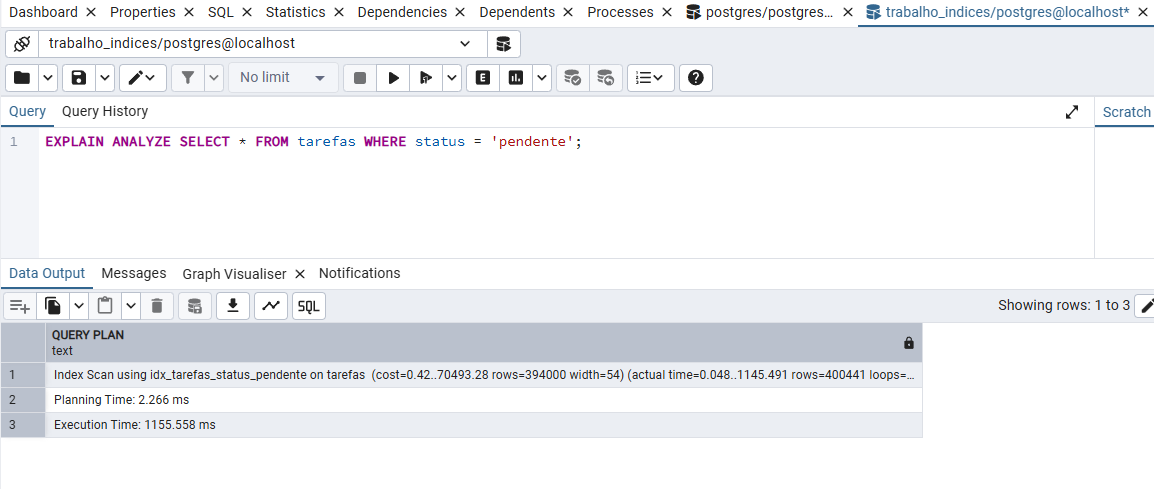 Dashboard Properties SQL Statistics Dependencies Dependents Processes postgres/postgres... trabalho_indices/postgres@localhost*
trabalho_indices/postgres@localhost
No limit
Query Query History Scratch
1 EXPLAIN ANALYZE SELECT * FROM tarefas WHERE status = 'pendente';
Data Output Messages Graph Visualiser Notifications
SQL Showing rows: 1 to 3
QUERY PLAN
text
1 Index Scan using idx_tarefas_status_pendente on tarefas (cost=0.42..70493.28 rows=394000 width=54) (actual time=0.048..1145.491 rows=400441 loops=...
2 Planning Time: 2.266 ms
3 Execution Time: 1155.558 ms